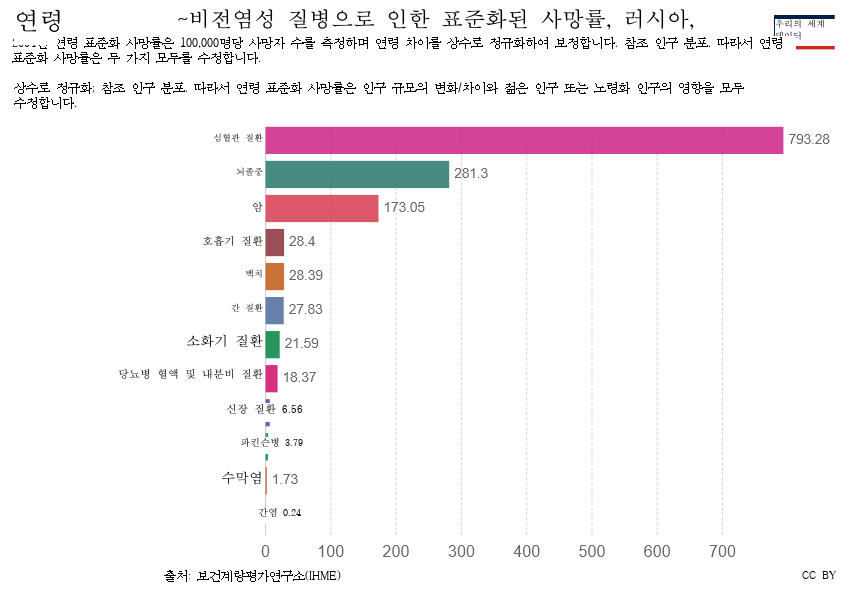 연령 ~비전염성 질병으로 인한 표준화된 사망률, 러시아,
우리의 세계
데이터
연령 표준화 사망률은 100,000명당 사망자 수를 측정하며 연령 차이를 상수로 정규화하여 보정합니다. 참조 인구 분포. 따라서 연령
표준화 사망률은 두 가지 모두를 수정합니다.
상수로 정규화; 참조 인구 분포. 따라서 연령 표준화 사망률은 인구 규모의 변화/차이와 젊은 인구 또는 노령화 인구의 영향을 모두
수정합니다.
심혈관 질환 793.28
뇌졸중 281.3
암 173.05
호흡기 질환 28.4
백치 28.39
간 질환 27.83
소화기 질환 21.59
당뇨병 혈액 및 내분비 질환 18.37
신장 질환 6.56
파킨슨병 3.79
수막염 1.73
간염 0.24
0 100 200 300 400 500 600 700
출처: 보건계량평가연구소(IHME)
CC BY